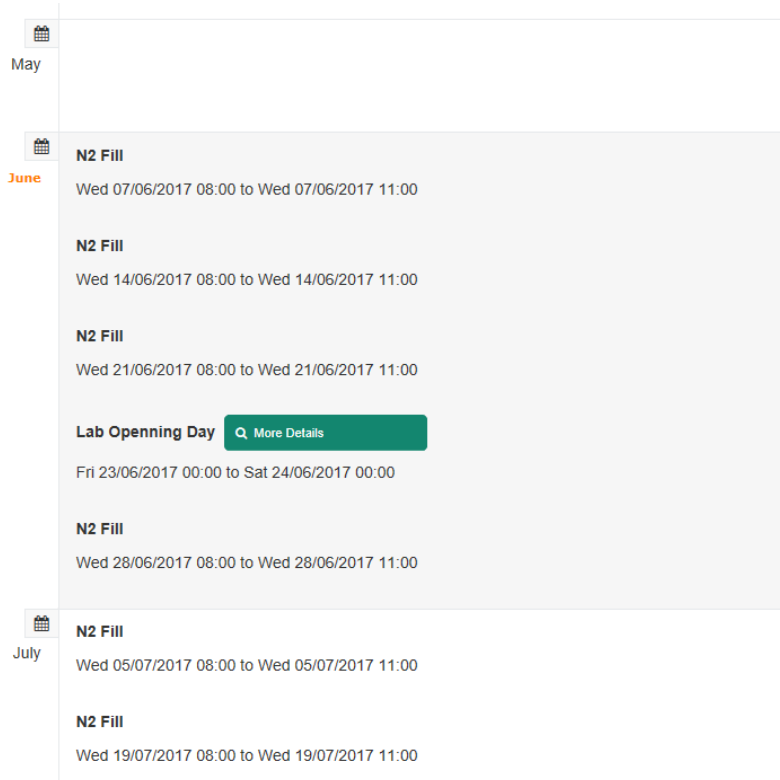 May
June
N2 Fill
Wed 07/06/2017 08:00 to Wed 07/06/2017 11:00
N2 Fill
Wed 14/06/2017 08:00 to Wed 14/06/2017 11:00
N2 Fill
Wed 21/06/2017 08:00 to Wed 21/06/2017 11:00
Lab Openning Day More Details
Fri 23/06/2017 00:00 to Sat 24/06/2017 00:00
N2 Fill
Wed 28/06/2017 08:00 to Wed 28/06/2017 11:00
July
N2 Fill
Wed 05/07/2017 08:00 to Wed 05/07/2017 11:00
N2 Fill
Wed 19/07/2017 08:00 to Wed 19/07/2017 11:00